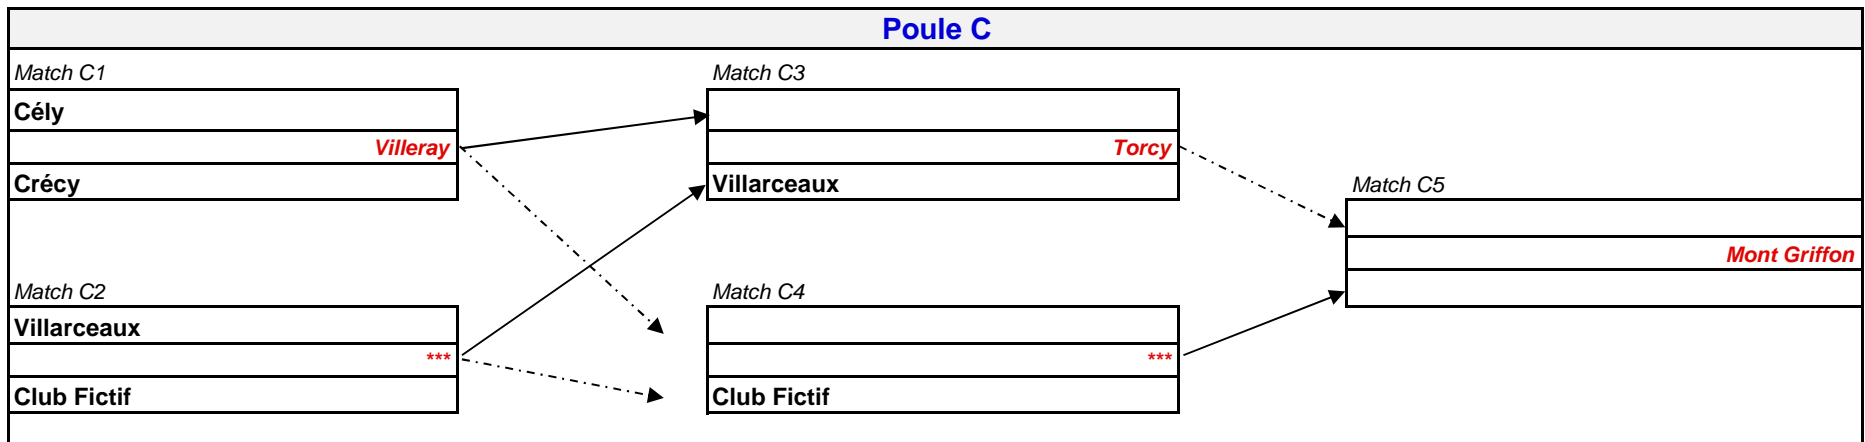 Poule C
Match C1
Cély
Villeray
Crécy
Match C2
Villarceaux
***
Club Fictif
Match C3
Torcy
Villarceaux
Match C4
***
Club Fictif
Match C5
Mont Griffon